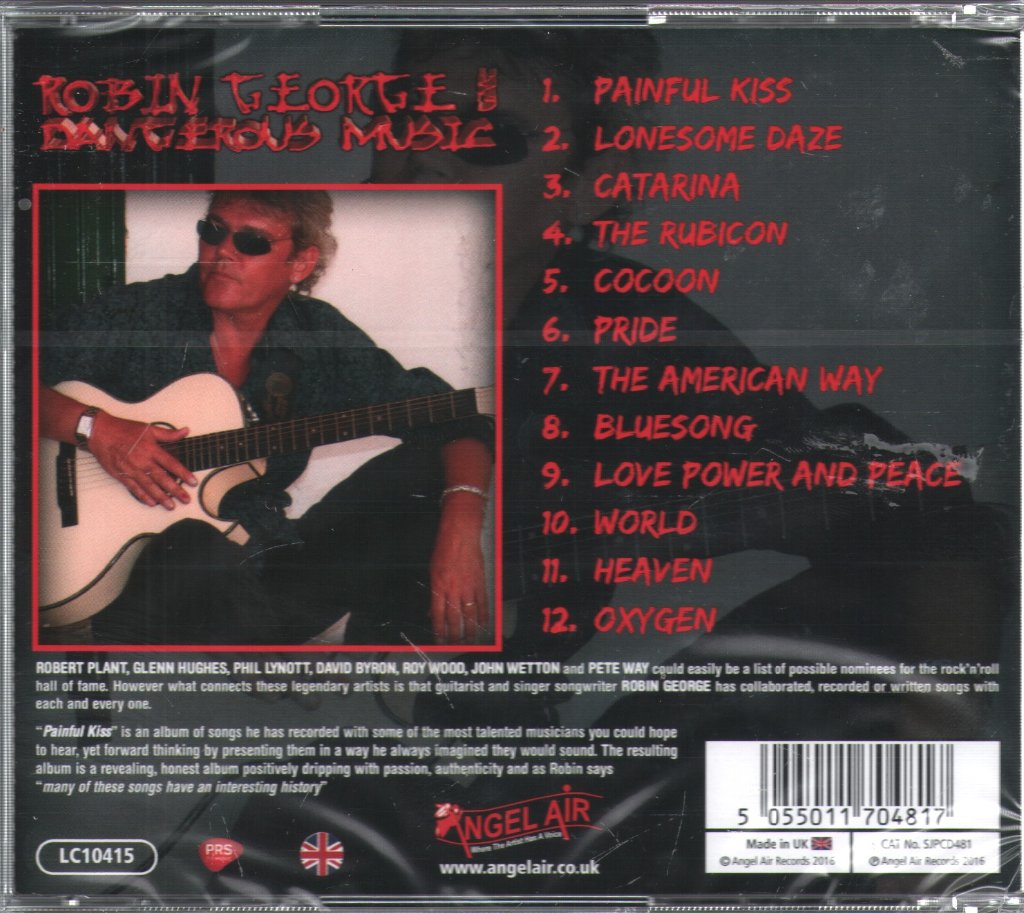 ROBIN GEORGE AND
DANGEROUS MUSIC
1. PAINFUL KISS
2. LONESOME DAZE
3. CATARINA
4. THE RUBICON
5. COCOON
6. PRIDE
7. THE AMERICAN WAY
8. BLUESONG
9. LOVE POWER AND PEACE
10. WORLD
11. HEAVEN
12. OXYGEN
ROBERT PLANT, GLENN HUGHES, PHIL LYNOTT, DAVID BYRON, ROY WOOD, JOHN WETTON and PETE WAY could easily be a list of possible nominees for the rock'n'roll
hall of fame. However what connects these legendary artists is that guitarist and singer songwriter ROBIN GEORGE has collaborated, recorded or written songs with
each and every one.
"Painful Kiss" is an album of songs he has recorded with some of the most talented musicians you could hope
to hear, yet forward thinking by presenting them in a way he always imagined they would sound. The resulting
album is a revealing, honest album positively dripping with passion, authenticity and as Robin says
"many of these songs have an interesting history"
LC10415
PRS
ANGEL AIR
Where The Artist Has A Voice
www.angelair.co.uk
5 055011 704817
Made in UK
© Angel Air Records 2016
CAT No. SJPCD481
℗ Angel Air Records 2016